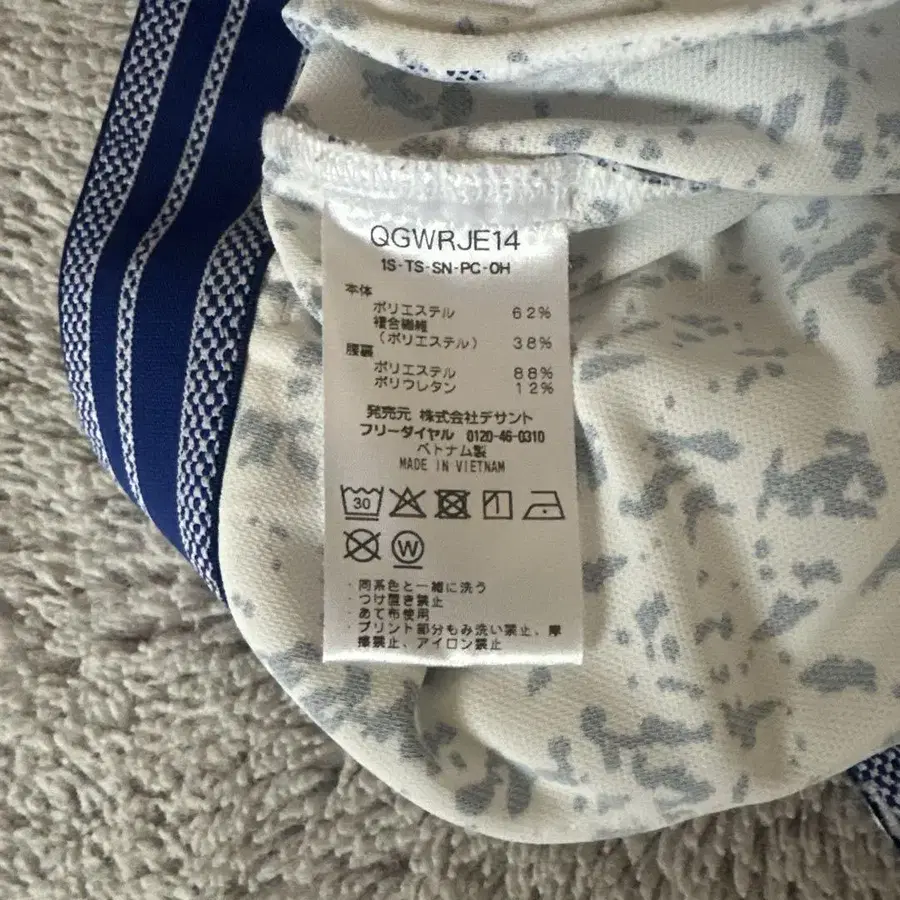 QGWRJE14
1S-TS-SN-PC-OH
本体
ポリエステル 62%
複合繊維
(ポリエステル) 38%
腰裏
ポリエステル 88%
ポリウレタン 12%
発売元 株式会社デサント
フリーダイヤル 0120-46-0310
ベトナム製
MADE IN VIETNAM
30
W
・同系色と一緒に洗う
・つけ置き禁止
・あて布使用
・プリント部分もみ洗い禁止、摩
擦禁止、アイロン禁止